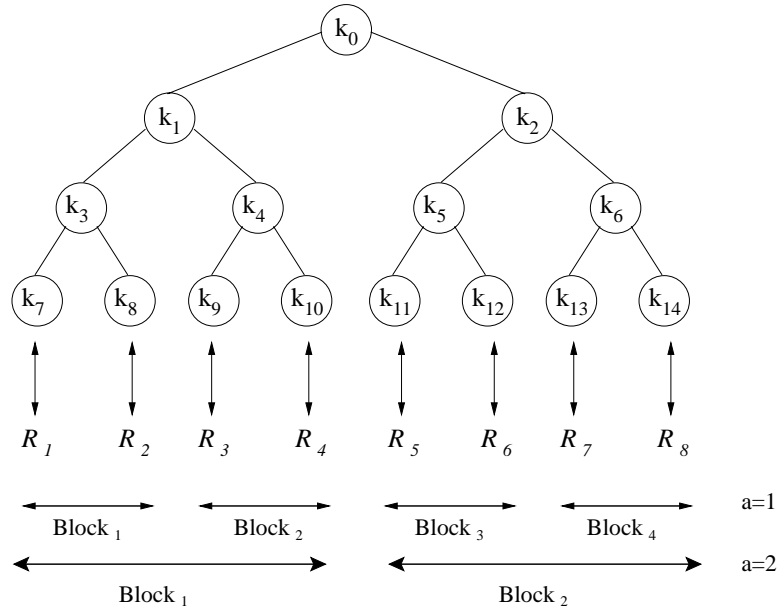 k0
k1 k2
k3 k4 k5 k6
k7 k8 k9 k10 k11 k12 k13 k14
R1 R2 R3 R4 R5 R6 R7 R8
a=1
Block1 Block2 Block3 Block4
a=2
Block1 Block2